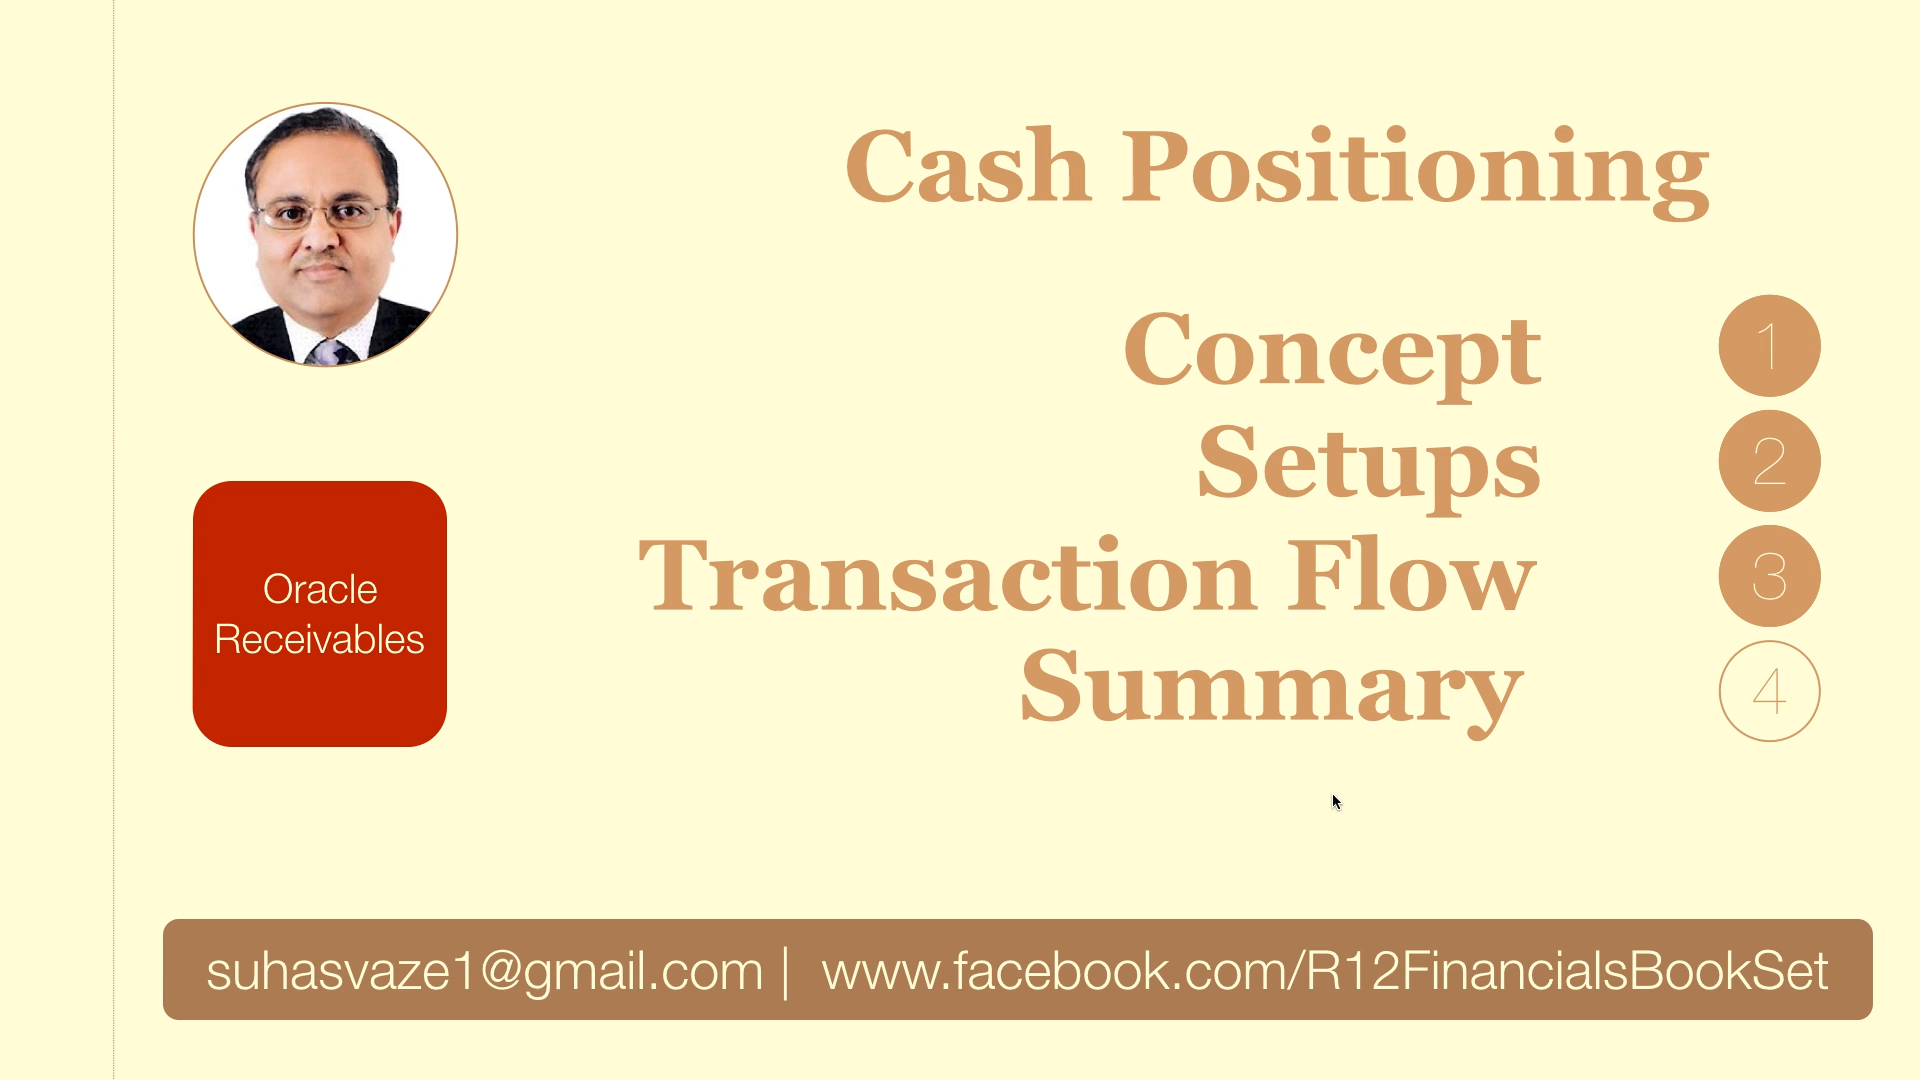 Cash Positioning
Concept 1
Setups 2
Transaction Flow 3
Summary 4
Oracle
Receivables
suhasvaze1@gmail.com | www.facebook.com/R12FinancialsBookSet